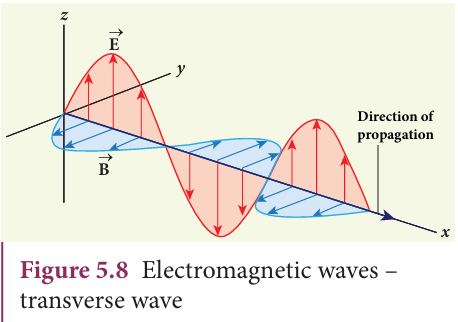 z
E
y
Direction of
propagation
B
x
Figure 5.8 Electromagnetic waves –
transverse wave